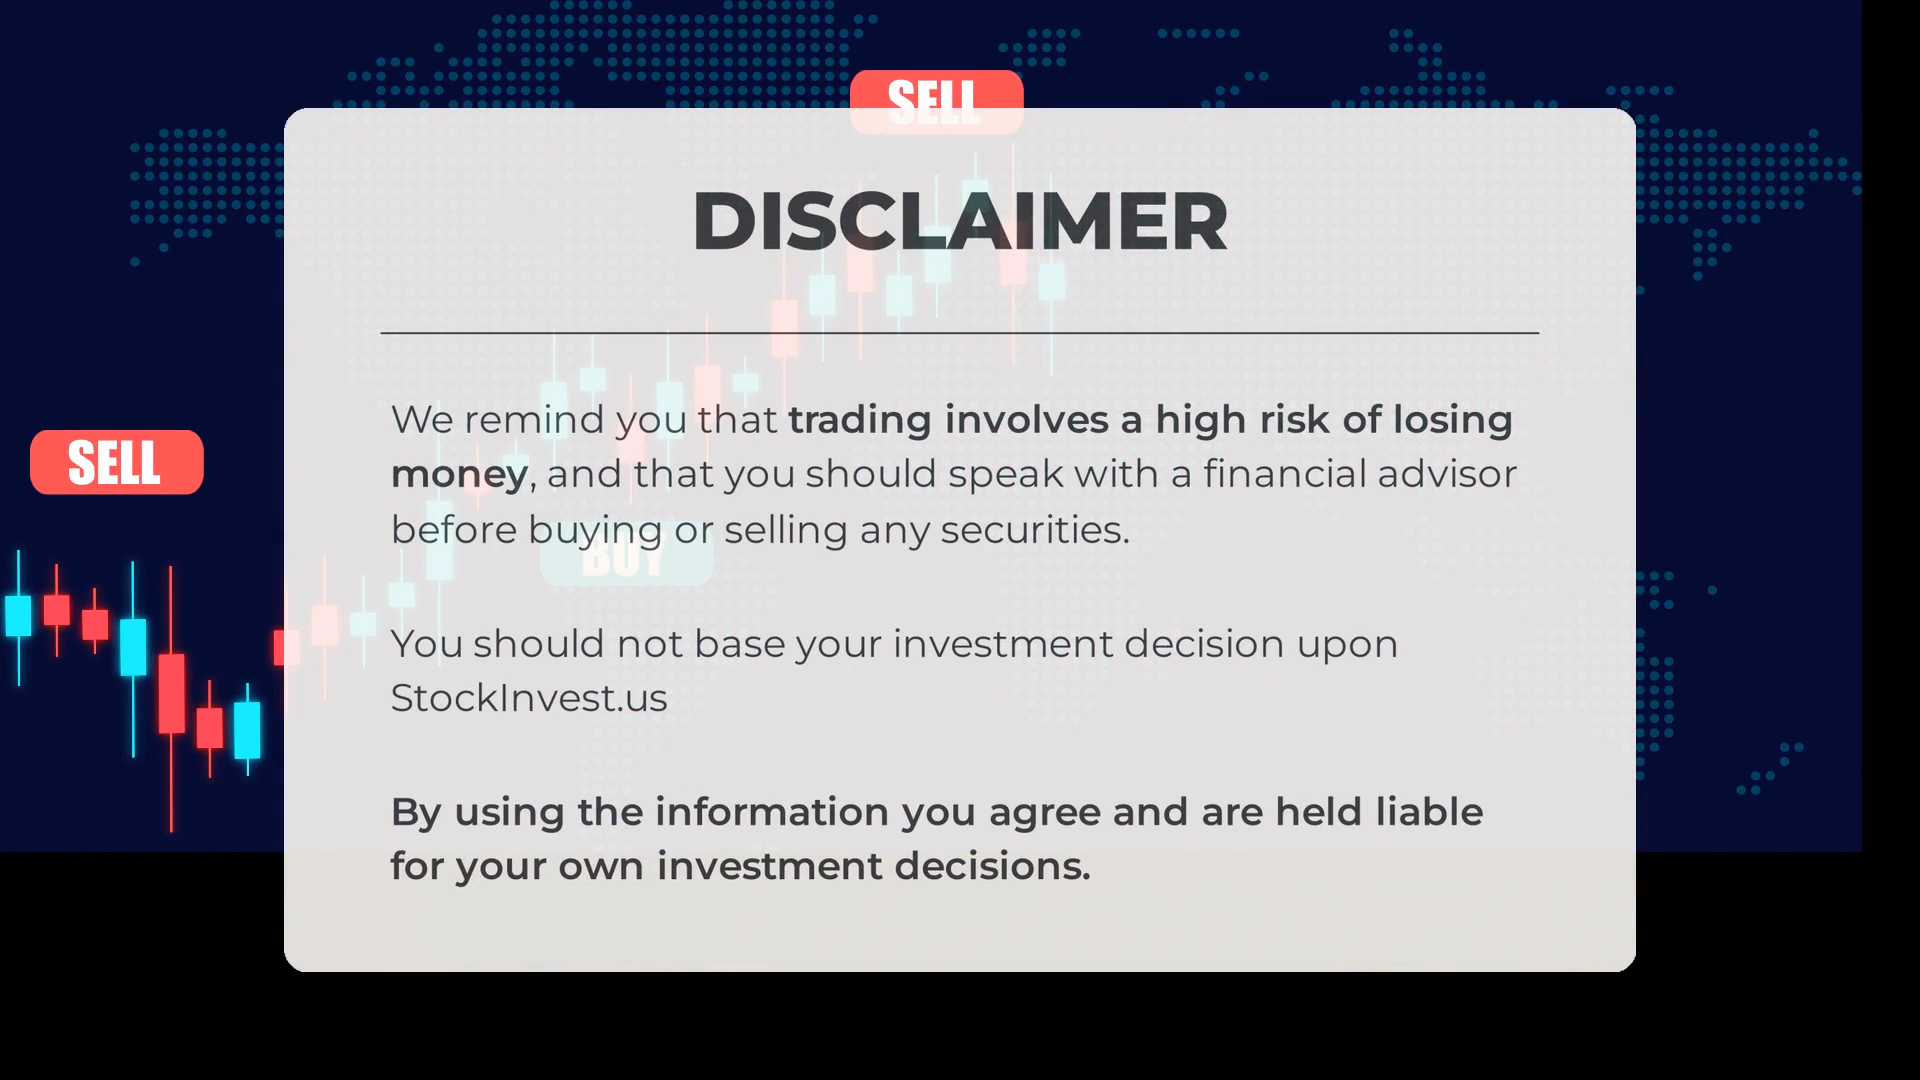 SELL
DISCLAIMER
We remind you that trading involves a high risk of losing
money, and that you should speak with a financial advisor
before buying or selling any securities.
SELL
BUY
You should not base your investment decision upon
StockInvest.us
By using the information you agree and are held liable
for your own investment decisions.